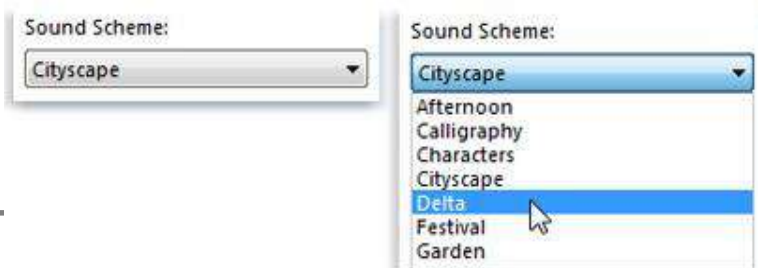 Sound Scheme:
Cityscape
Sound Scheme:
Cityscape
Afternoon
Calligraphy
Characters
Cityscape
Delta
Festival
Garden